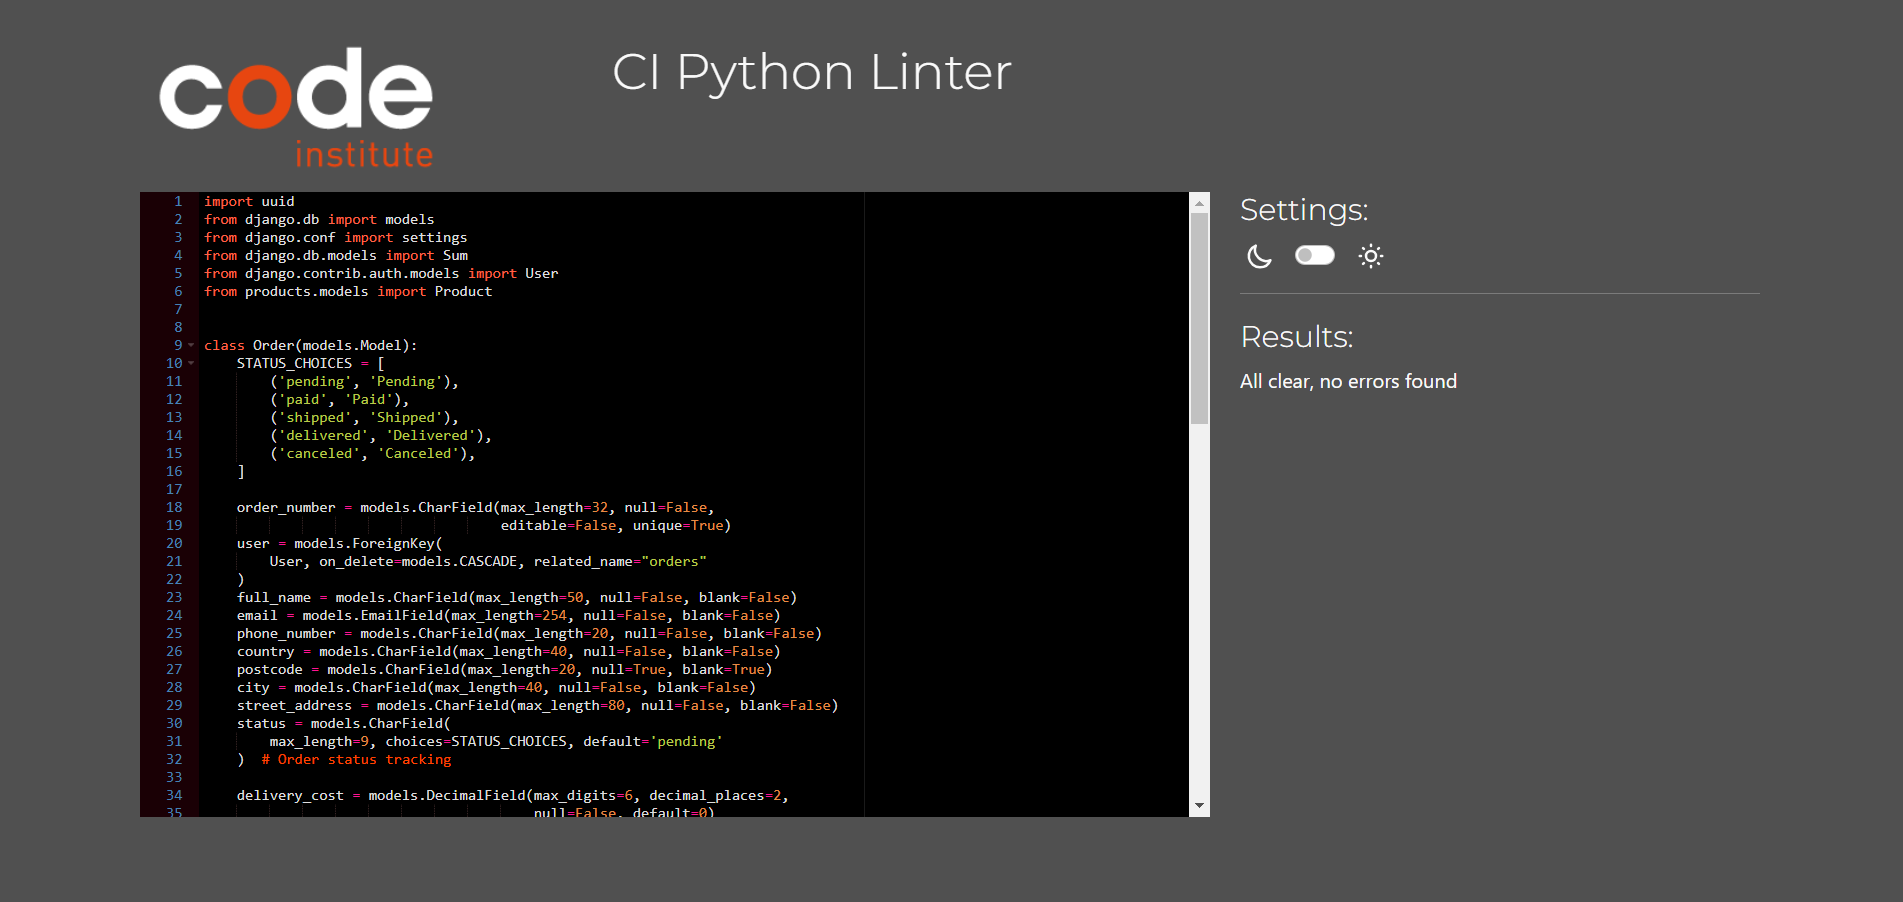 code
institute
CI Python Linter
1 import uuid
2 from django.db import models
3 from django.conf import settings
4 from django.db.models import Sum
5 from django.contrib.auth.models import User
6 from products.models import Product
7
8
9 class Order(models.Model):
10     STATUS_CHOICES = [
11         ('pending', 'Pending'),
12         ('paid', 'Paid'),
13         ('shipped', 'Shipped'),
14         ('delivered', 'Delivered'),
15         ('canceled', 'Canceled'),
16     ]
17
18     order_number = models.CharField(max_length=32, null=False,
19                                     editable=False, unique=True)
20     user = models.ForeignKey(
21         User, on_delete=models.CASCADE, related_name="orders"
22     )
23     full_name = models.CharField(max_length=50, null=False, blank=False)
24     email = models.EmailField(max_length=254, null=False, blank=False)
25     phone_number = models.CharField(max_length=20, null=False, blank=False)
26     country = models.CharField(max_length=40, null=False, blank=False)
27     postcode = models.CharField(max_length=20, null=True, blank=True)
28     city = models.CharField(max_length=40, null=False, blank=False)
29     street_address = models.CharField(max_length=80, null=False, blank=False)
30     status = models.CharField(
31         max_length=9, choices=STATUS_CHOICES, default='pending'
32     )  # Order status tracking
33
34     delivery_cost = models.DecimalField(max_digits=6, decimal_places=2,
35                                         null=False, default=0)
Settings:
Results:
All clear, no errors found